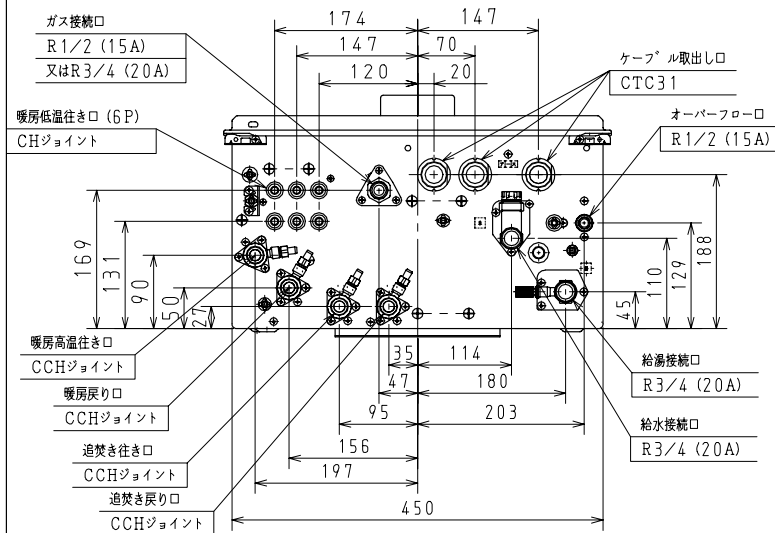 ガス接続口
R1/2 (15A)
又はR3/4 (20A)
暖房低温往き口 (6P)
CHジョイント
174
147
120
147
70
20
ケーブル取出し口
CTC31
オーバーフロー口
R1/2 (15A)
169
131
90
50
27
45
110
129
188
暖房高温往き口
CCHジョイント
暖房戻り口
CCHジョイント
追焚き往き口
CCHジョイント
追焚き戻り口
CCHジョイント
35
47
95
156
197
114
180
203
450
給湯接続口
R3/4 (20A)
給水接続口
R3/4 (20A)